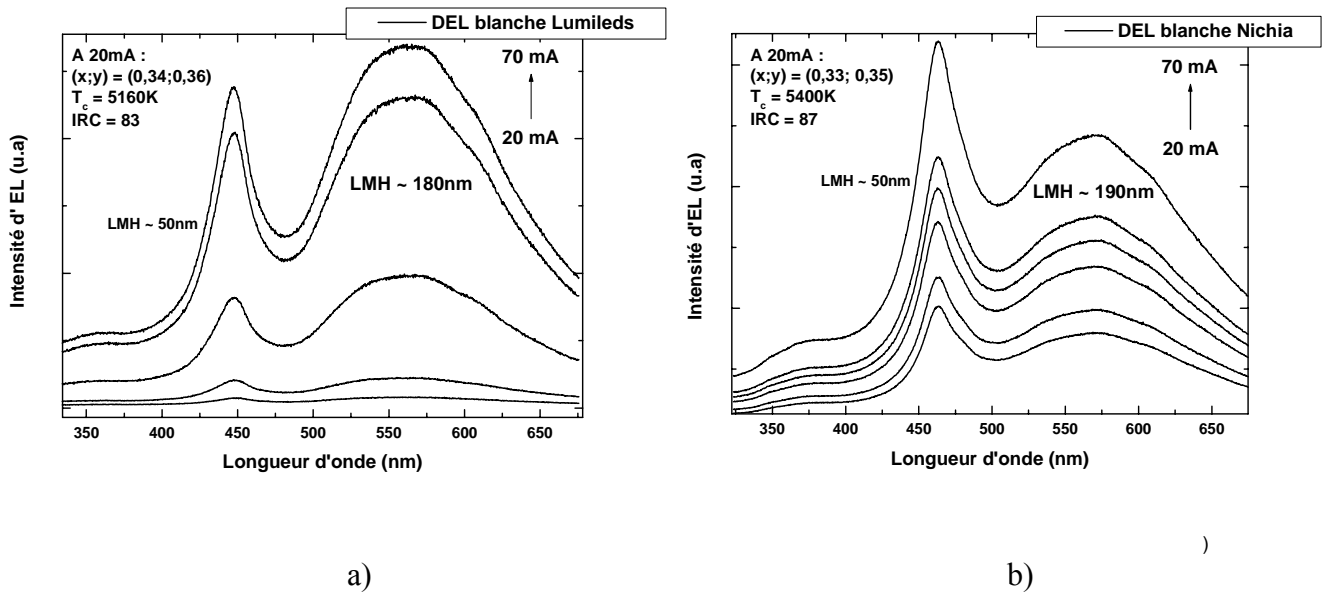 DEL blanche Lumileds
A 20mA :
(x;y) = (0,34;0,36)
Tc = 5160K
IRC = 83
70 mA
20 mA
LMH ~ 50nm
LMH ~ 180nm
Intensité d' EL (u.a)
350 400 450 500 550 600 650
Longueur d'onde (nm)
a)
DEL blanche Nichia
A 20mA :
(x;y) = (0,33; 0,35)
Tc = 5400K
IRC = 87
70 mA
20 mA
LMH ~ 50nm
LMH ~ 190nm
Intensité d'EL (u.a)
350 400 450 500 550 600 650
Longueur d'onde (nm)
)
b)